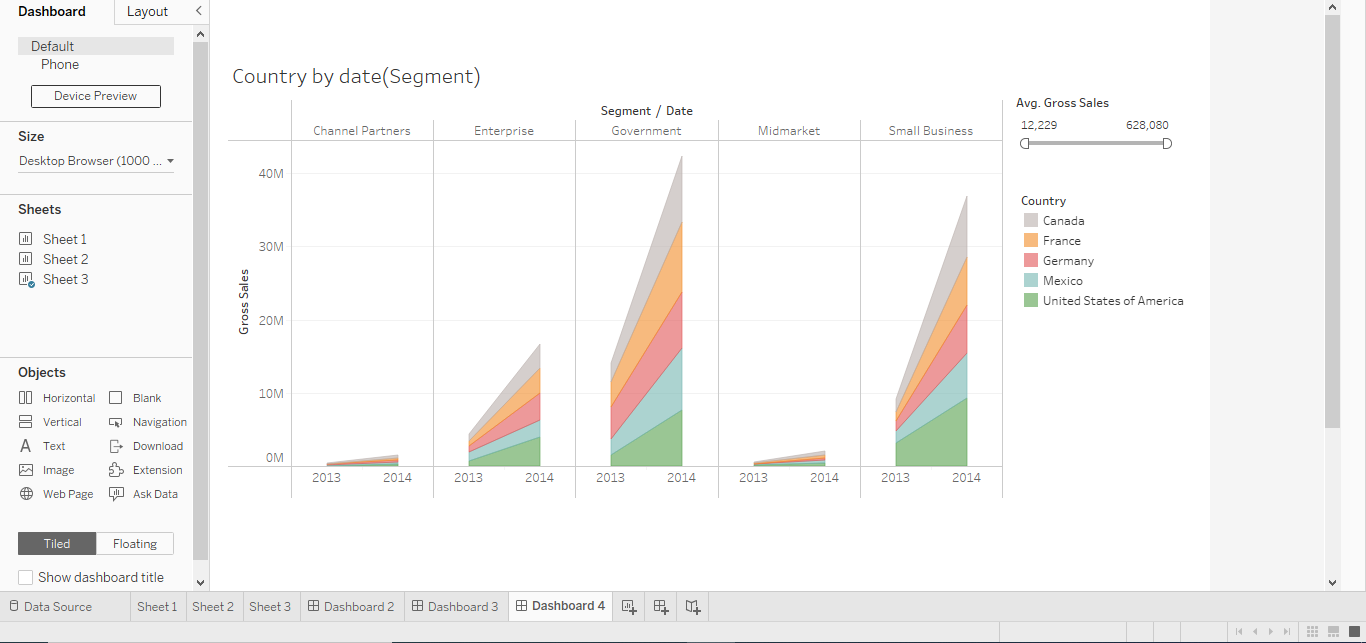 Dashboard
Layout
Default
Phone
Device Preview
Size
Desktop Browser (1000 ...
Sheets
Sheet 1
Sheet 2
Sheet 3
Objects
Horizontal
Blank
Vertical
Navigation
Text
Download
Image
Extension
Web Page
Ask Data
Tiled
Floating
Show dashboard title
Country by date(Segment)
Segment / Date
Channel Partners
Enterprise
Government
Midmarket
Small Business
Gross Sales
40M
30M
20M
10M
0M
2013 2014 2013 2014 2013 2014 2013 2014 2013 2014
Avg. Gross Sales
12,229 628,080
Country
Canada
France
Germany
Mexico
United States of America
Data Source
Sheet 1
Sheet 2
Sheet 3
Dashboard 2
Dashboard 3
Dashboard 4